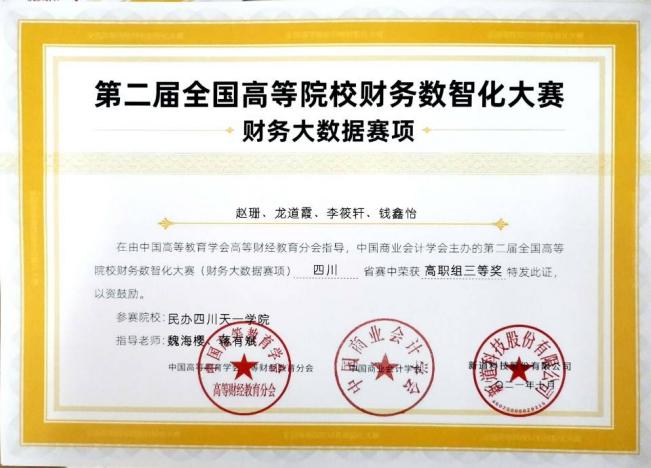 第二届全国高等院校财务数智化大赛
财务大数据赛项
赵珊、龙道霞、李筱轩、钱鑫怡
在由中国高等教育学会高等财经教育分会指导，中国商业会计学会主办的第二届全国高等
院校财务数智化大赛（财务大数据赛项） 四川 省赛中荣获 高职组三等奖 特发此证，
以资鼓励。
参赛院校：民办四川天一学院
指导老师：魏海樱、蒋有斌
中国高等教育学会高等财经教育分会 中国商业会计学会 新道科技股份有限公司
二〇二一年十月
中国高等教育学会
高等财经教育分会
中国商业会计学会
新道科技股份有限公司